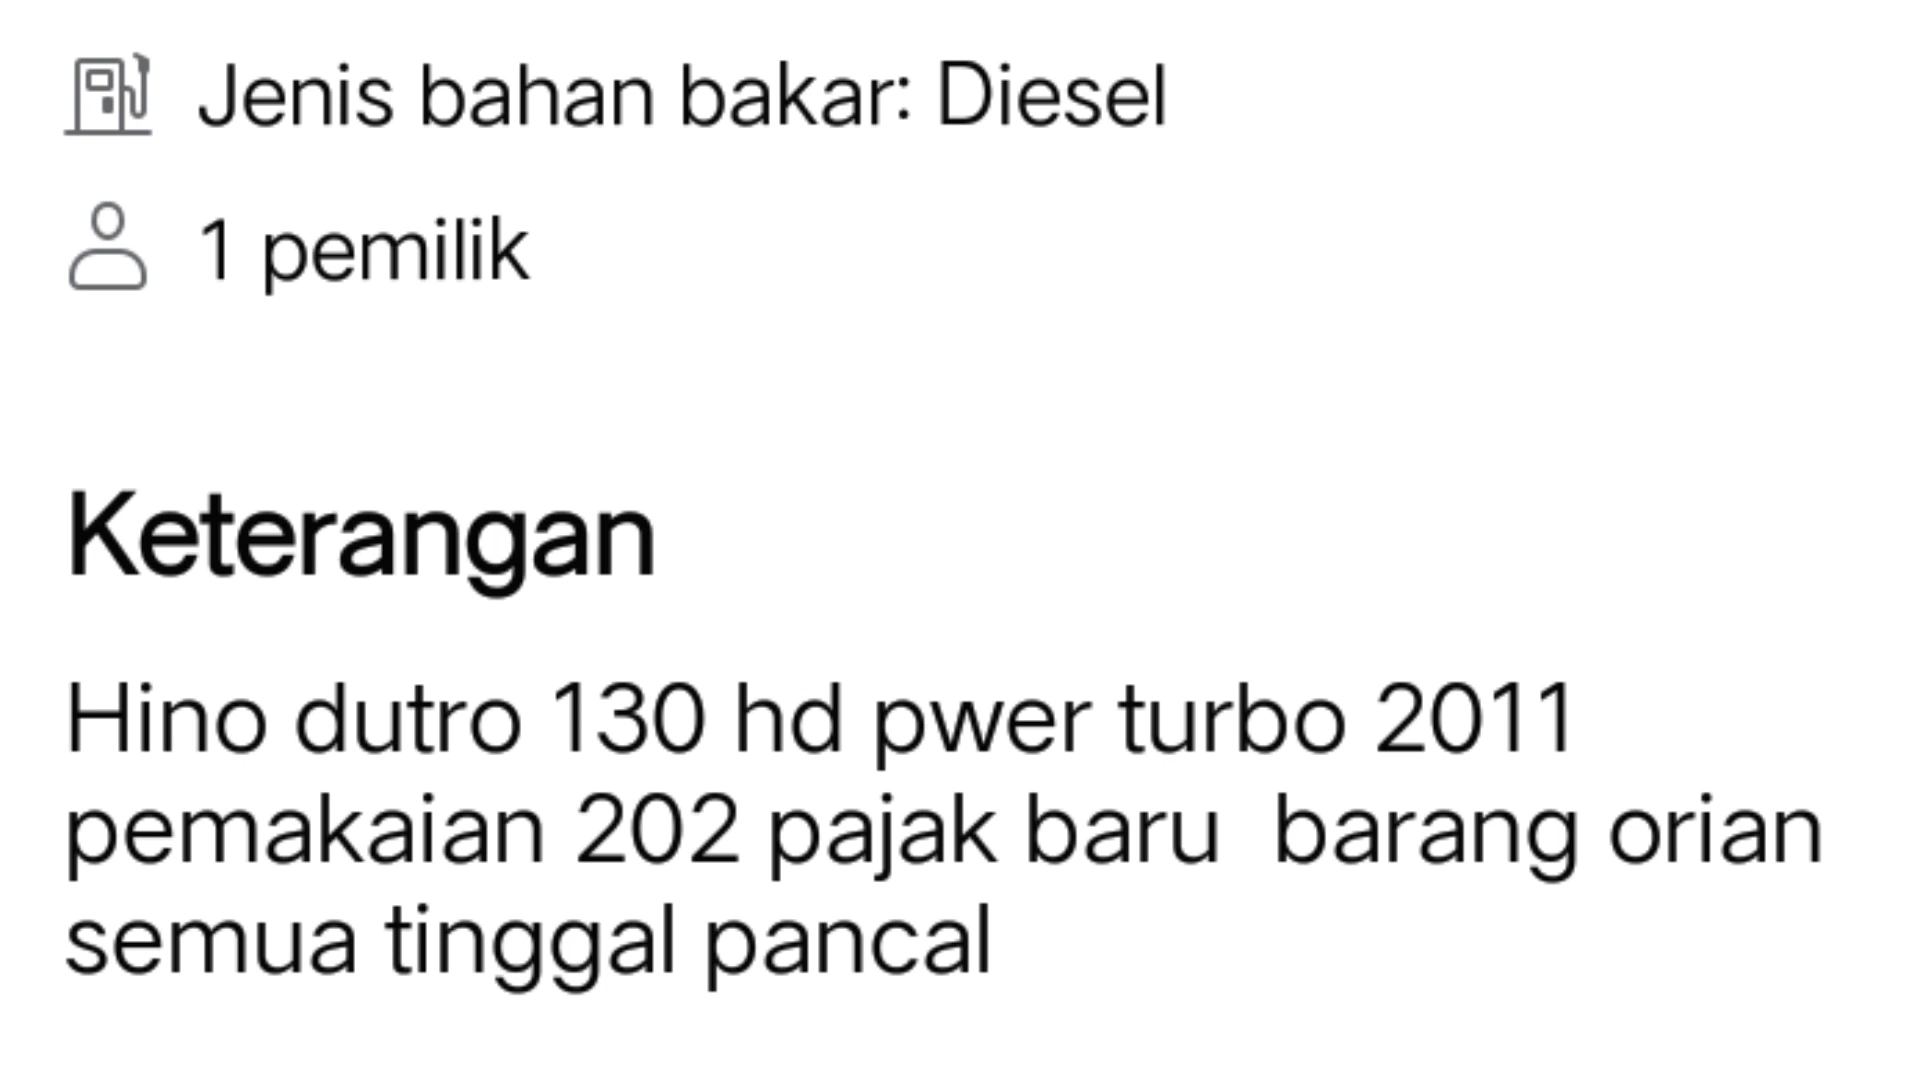 Jenis bahan bakar: Diesel
1 pemilik
Keterangan
Hino dutro 130 hd pwer turbo 2011
pemakaian 202 pajak baru  barang orian
semua tinggal pancal